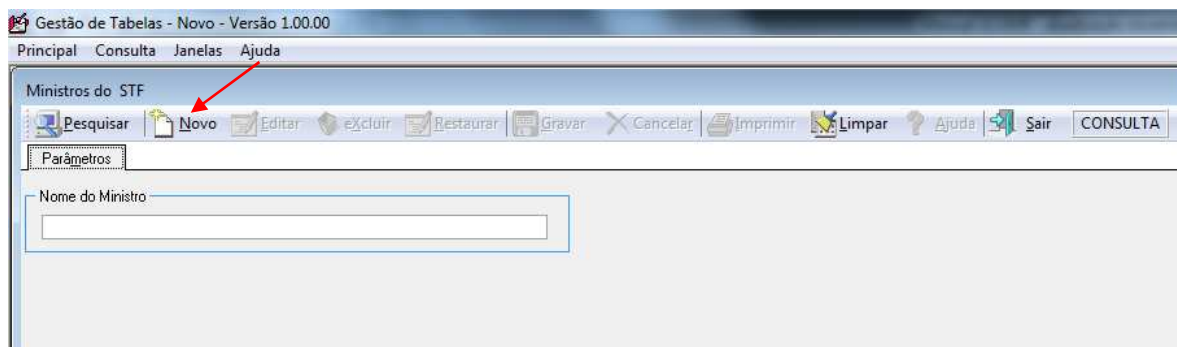 Gestão de Tabelas - Novo - Versão 1.00.00
Principal Consulta Janelas Ajuda
Ministros do STF
Pesquisar Novo Editar eXcluir Restaurar Gravar Cancelar Imprimir Limpar Ajuda Sair CONSULTA
Parâmetros
Nome do Ministro